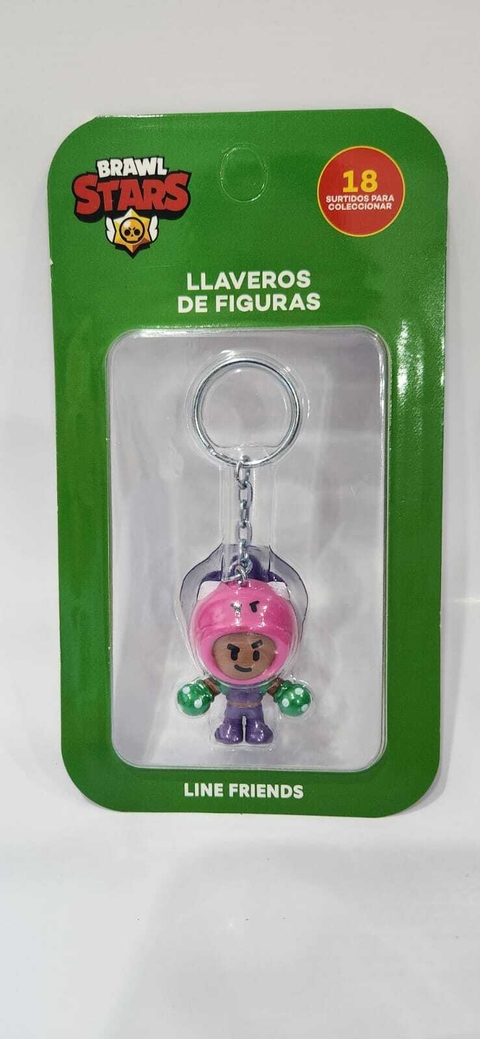 BRAWL
STARS
18
SURTIDOS PARA
COLECCIONAR
LLAVEROS
DE FIGURAS
LINE FRIENDS